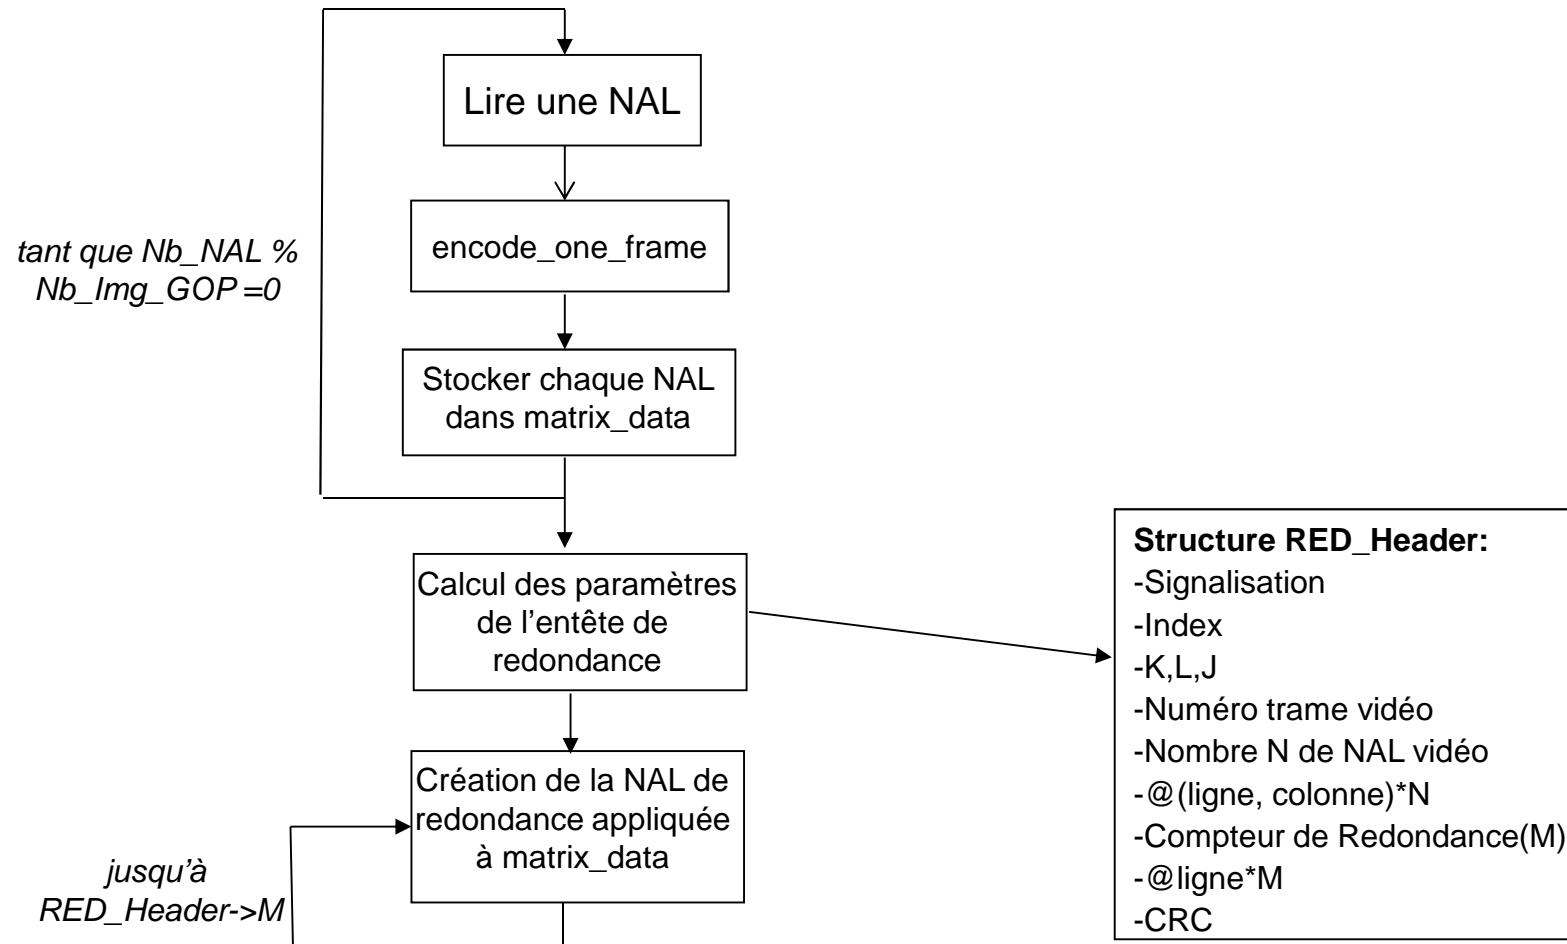 Lire une NAL
encode_one_frame
tant que Nb_NAL %
Nb_Img_GOP =0
Stocker chaque NAL
dans matrix_data
Calcul des paramètres
de l'entête de
redondance
Structure RED_Header:
-Signalisation
-Index
-K,L,J
-Numéro trame vidéo
-Nombre N de NAL vidéo
-@(ligne, colonne)*N
-Compteur de Redondance(M)
-@ligne*M
-CRC
Création de la NAL de
redondance appliquée
à matrix_data
jusqu'à
RED_Header->M